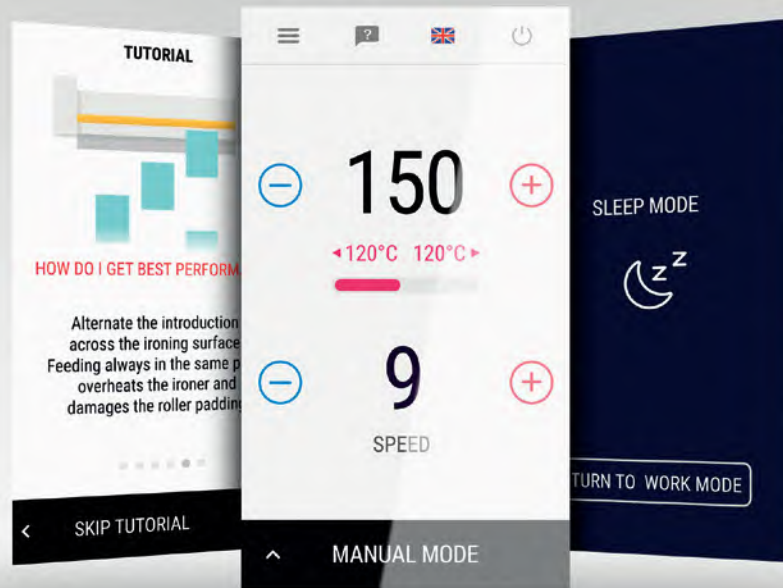 TUTORIAL
HOW DO I GET BEST PERFORM
Alternate the introduction
across the ironing surface
Feeding always in the same p
overheats the ironer and
damages the roller padding
< SKIP TUTORIAL
?
150
◂120°C 120°C▸
9
SPEED
MANUAL MODE
SLEEP MODE
z z
TURN TO WORK MODE